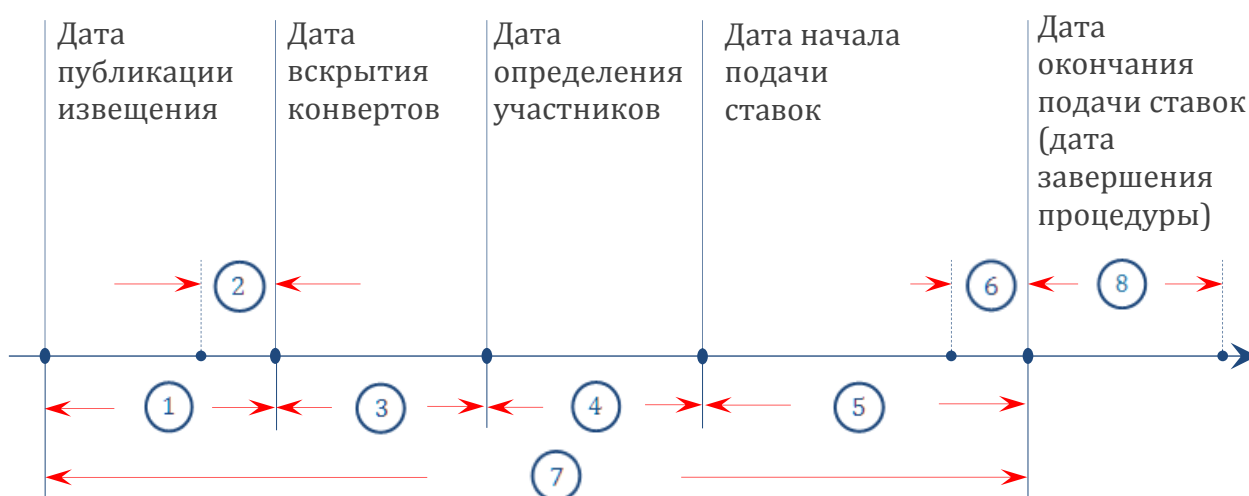 Дата
публикации
извещения
Дата
вскрытия
конвертов
Дата
определения
участников
Дата начала
подачи
ставок
Дата
окончания
подачи ставок
(дата
завершения
процедуры)
2
6
8
1
3
4
5
7